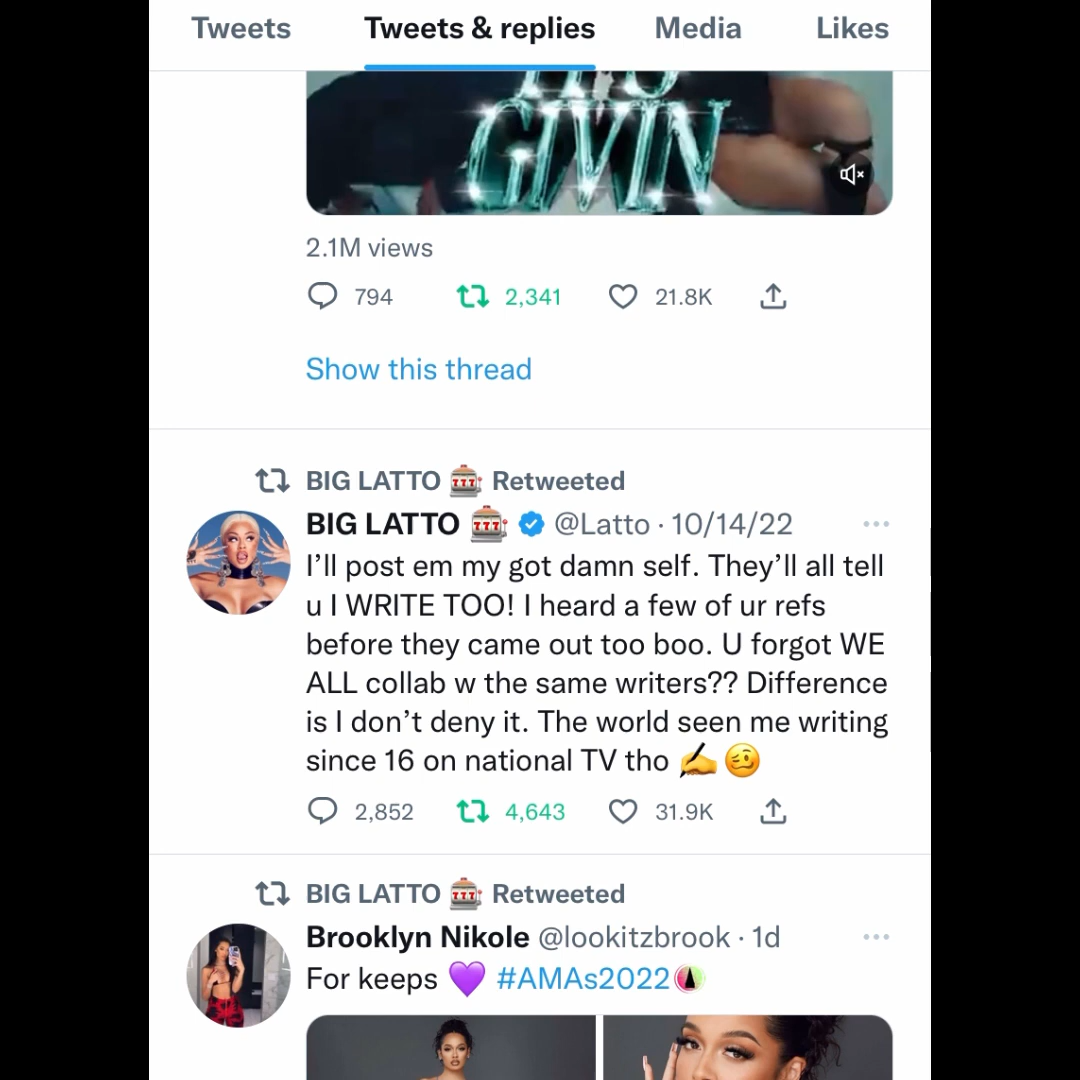 Tweets Tweets & replies Media Likes
GIVIN
2.1M views
794 2,341 21.8K
Show this thread
BIG LATTO 🎰 Retweeted
BIG LATTO 🎰 @Latto · 10/14/22
I’ll post em my got damn self. They’ll all tell
u I WRITE TOO! I heard a few of ur refs
before they came out too boo. U forgot WE
ALL collab w the same writers?? Difference
is I don’t deny it. The world seen me writing
since 16 on national TV tho ✍️🥴
2,852 4,643 31.9K
BIG LATTO 🎰 Retweeted
Brooklyn Nikole @lookitzbrook · 1d
For keeps 💜 #AMAs2022